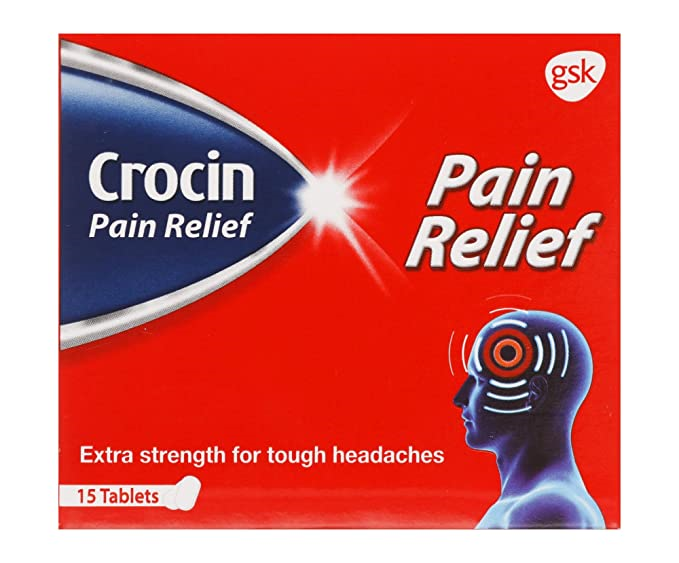 gsk
Crocin
Pain Relief
Pain
Relief
Extra strength for tough headaches
15 Tablets